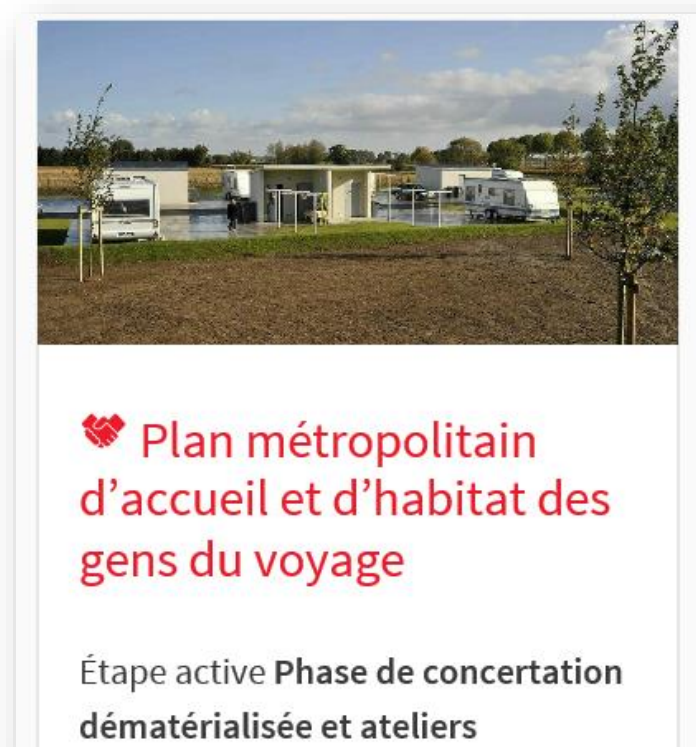 Plan métropolitain
d’accueil et d’habitat des
gens du voyage
Étape active Phase de concertation
dématérialisée et ateliers